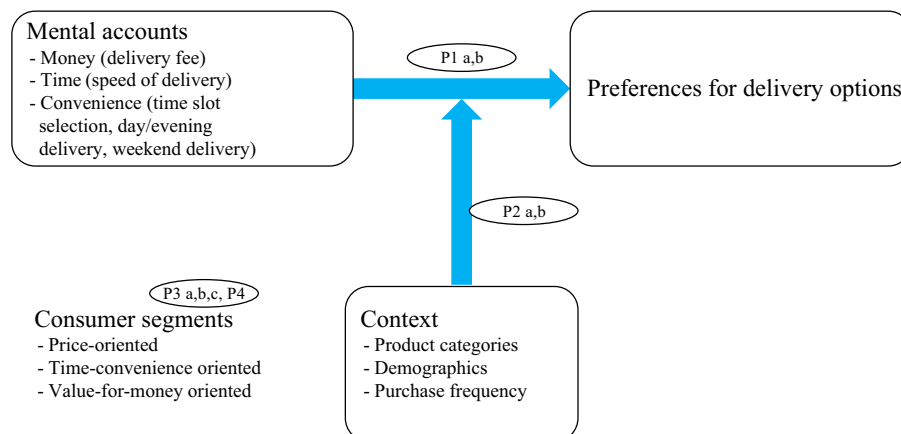 Mental accounts
- Money (delivery fee)
- Time (speed of delivery)
- Convenience (time slot
selection, day/evening
delivery, weekend delivery)
P1 a,b
Preferences for delivery options
P2 a,b
P3 a,b,c, P4
Consumer segments
- Price-oriented
- Time-convenience oriented
- Value-for-money oriented
Context
- Product categories
- Demographics
- Purchase frequency